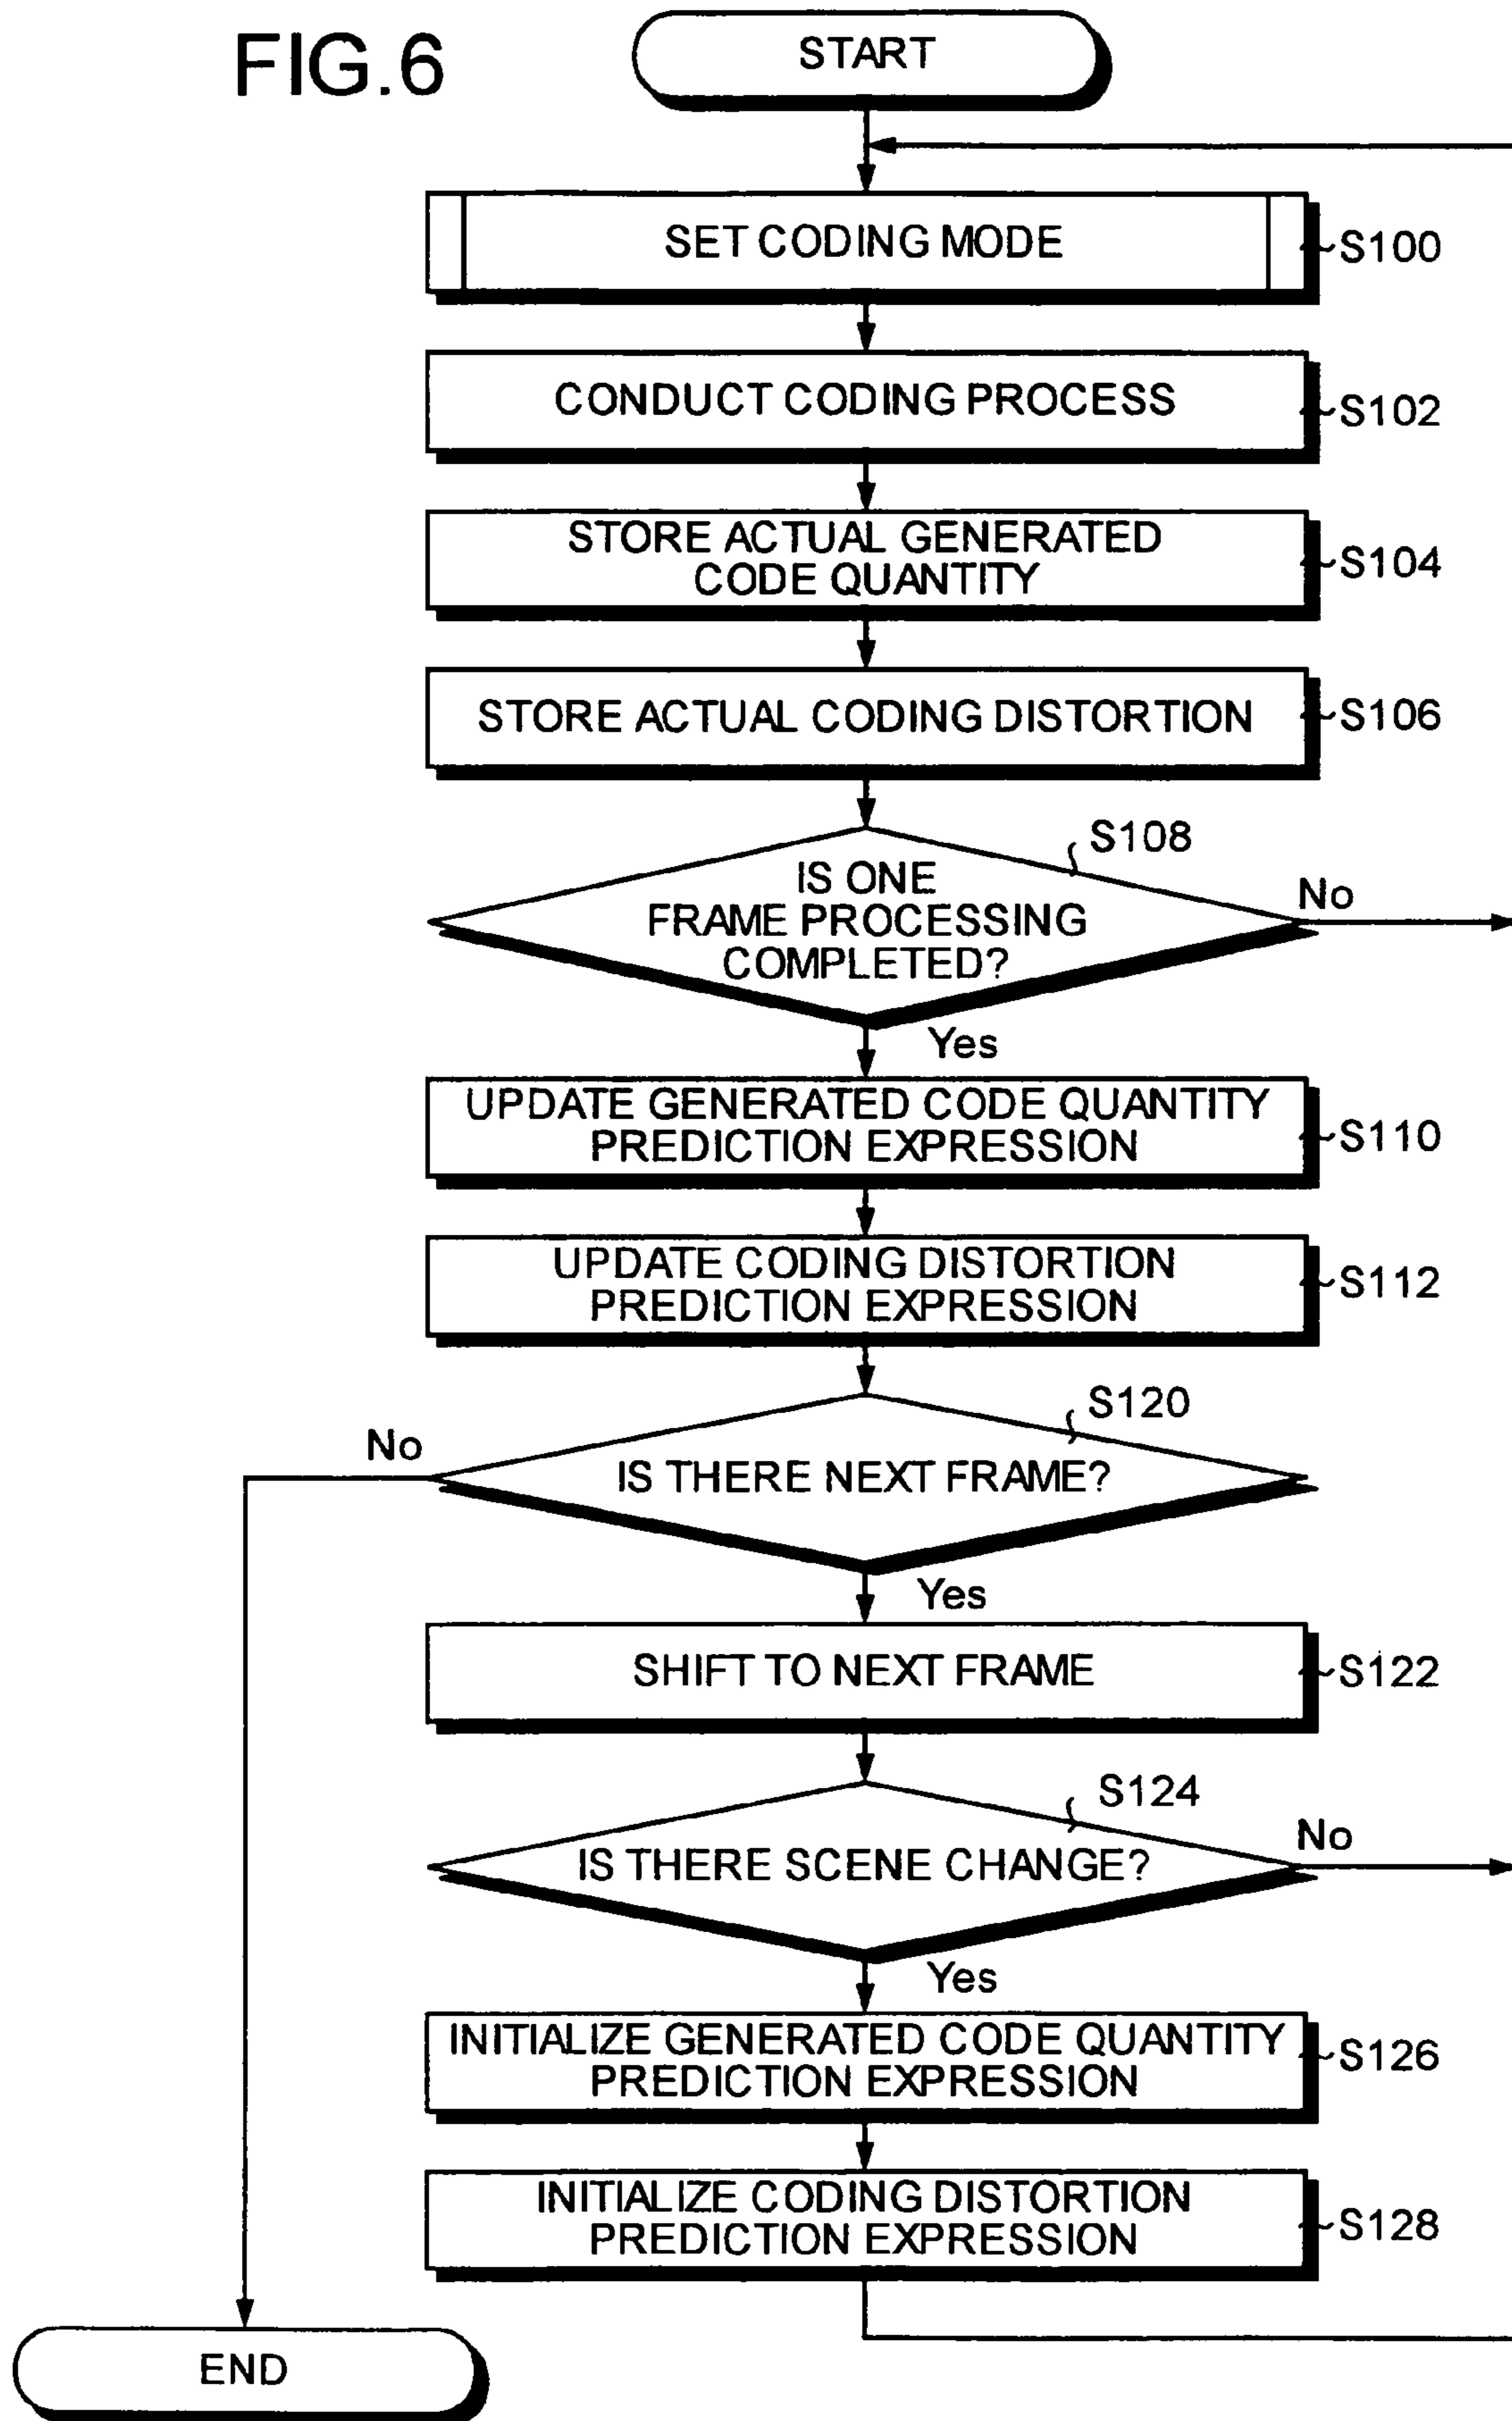 FIG.6
START
SET CODING MODE
S100
CONDUCT CODING PROCESS
S102
STORE ACTUAL GENERATED
CODE QUANTITY
S104
STORE ACTUAL CODING DISTORTION
S106
S108
IS ONE
FRAME PROCESSING
COMPLETED?
No
Yes
UPDATE GENERATED CODE QUANTITY
PREDICTION EXPRESSION
S110
UPDATE CODING DISTORTION
PREDICTION EXPRESSION
S112
S120
No
IS THERE NEXT FRAME?
Yes
SHIFT TO NEXT FRAME
S122
S124
IS THERE SCENE CHANGE?
No
Yes
INITIALIZE GENERATED CODE QUANTITY
PREDICTION EXPRESSION
S126
INITIALIZE CODING DISTORTION
PREDICTION EXPRESSION
S128
END